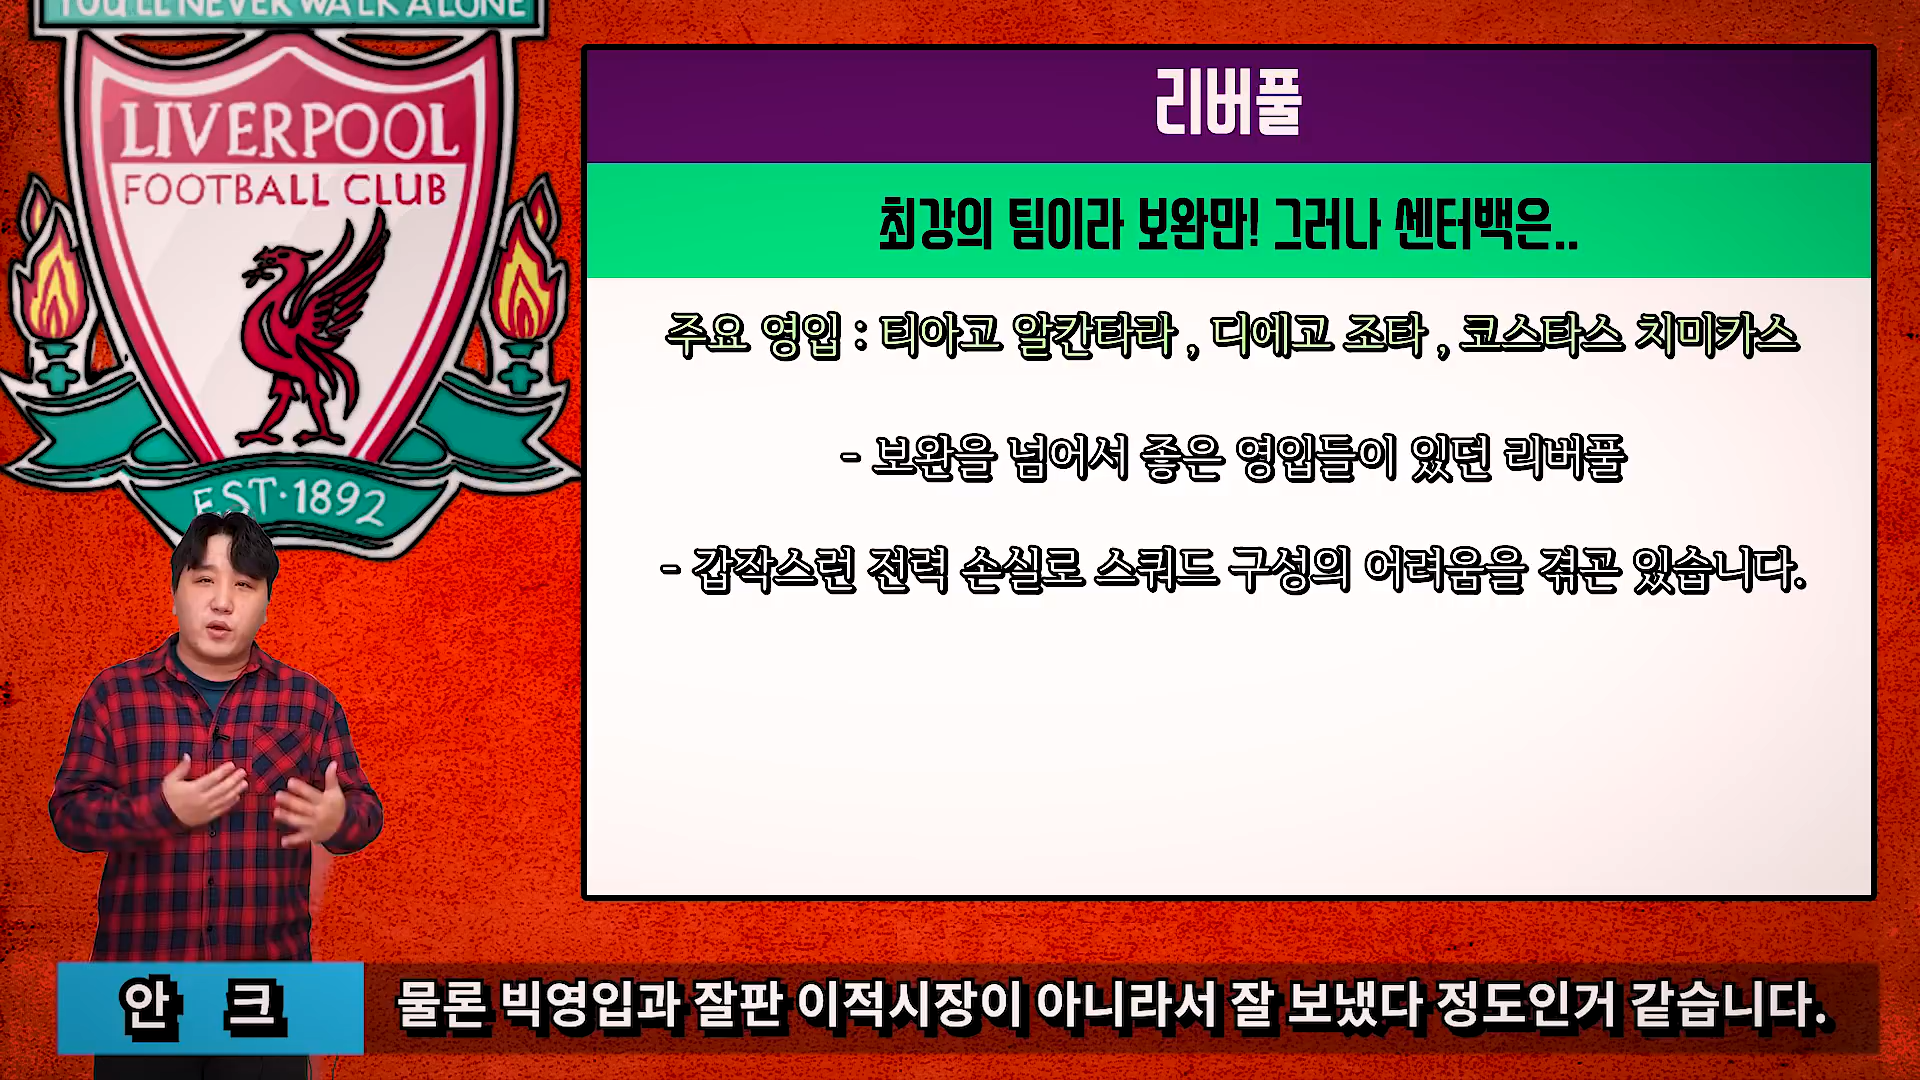 YOU'LL NEVER WALK ALONE
LIVERPOOL
FOOTBALL CLUB
EST·1892
리버풀
최강의 팀이라 보완만! 그러나 센터백은..
주요 영입 : 티아고 알칸타라 , 디에고 조타 , 코스타스 치미카스
- 보완을 넘어서 좋은 영입들이 있던 리버풀
- 갑작스런 전력 손실로 스쿼드 구성의 어려움을 겪곤 있습니다.
안 크
물론 빅영입과 잘판 이적시장이 아니라서 잘 보냈다 정도인거 같습니다.